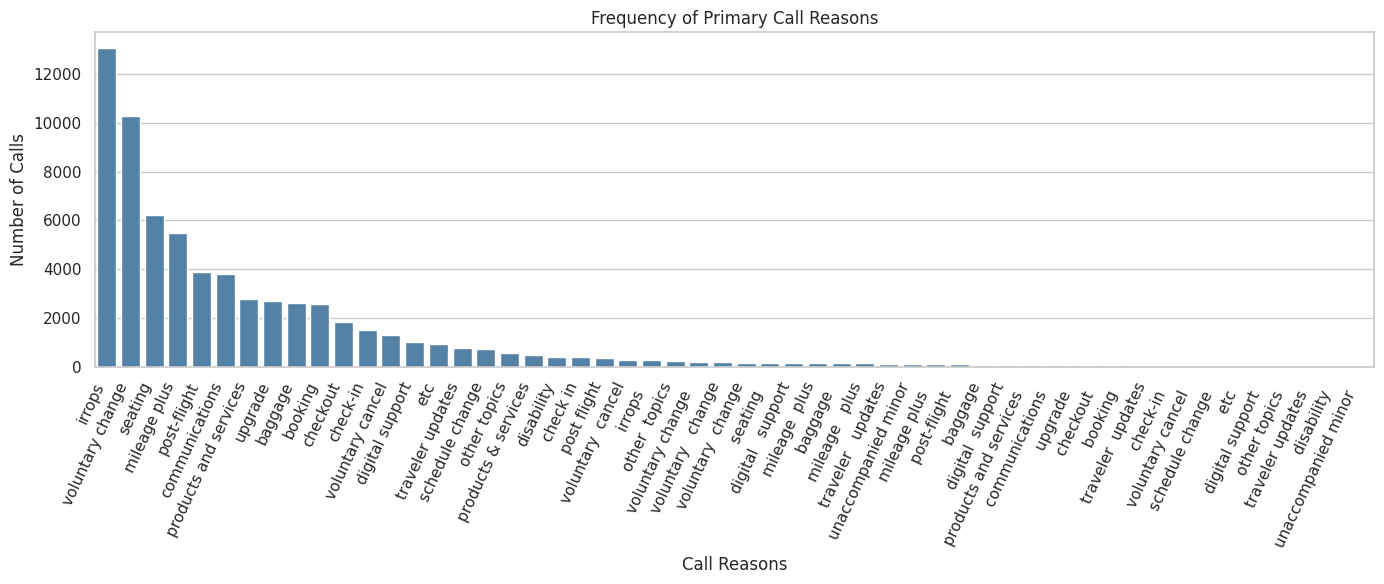 Frequency of Primary Call Reasons
Number of Calls
12000
10000
8000
6000
4000
2000
0
irrops
voluntary change
seating
mileage plus
post-flight
communications
products and services
upgrade
baggage
booking
checkout
check-in
voluntary cancel
digital support
etc
traveler updates
schedule change
other topics
products & services
disability
check in
post flight
voluntary  cancel
irrops
other  topics
voluntary change
voluntary   change
voluntary  change
seating
digital   support
mileage  plus
baggage
mileage   plus
traveler   updates
unaccompanied minor
mileage plus
post-flight
baggage
digital  support
products and services
communications
upgrade
checkout
booking
traveler  updates
check-in
voluntary cancel
schedule change
etc
digital support
other topics
traveler updates
disability
unaccompanied minor
Call Reasons